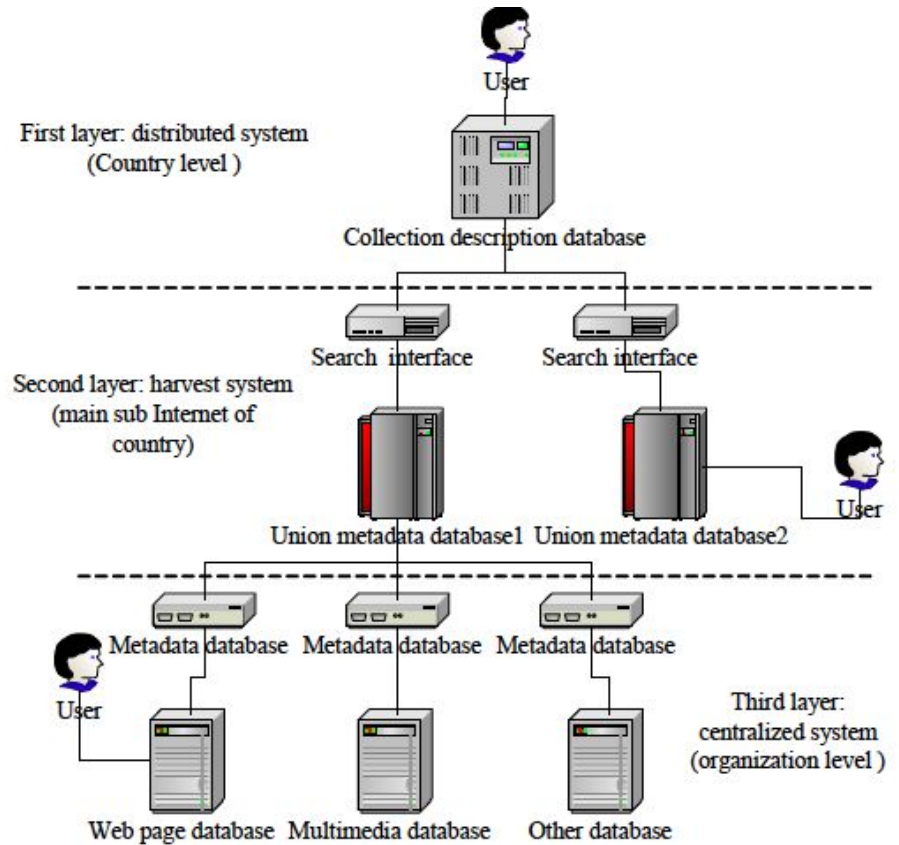 User
First layer: distributed system
(Country level )
Collection description database
Search interface
Search interface
Second layer: harvest system
(main sub Internet of
country)
User
Union metadata database1
Union metadata database2
Metadata database
Metadata database
Metadata database
User
Third layer:
centralized system
(organization level )
Web page database
Multimedia database
Other database